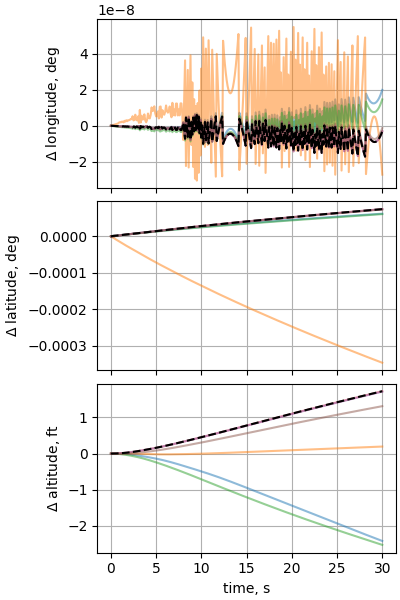 1e−8
Δ longitude, deg
4
2
0
−2
Δ latitude, deg
0.0000
−0.0001
−0.0002
−0.0003
Δ altitude, ft
1
0
−1
−2
0 5 10 15 20 25 30
time, s